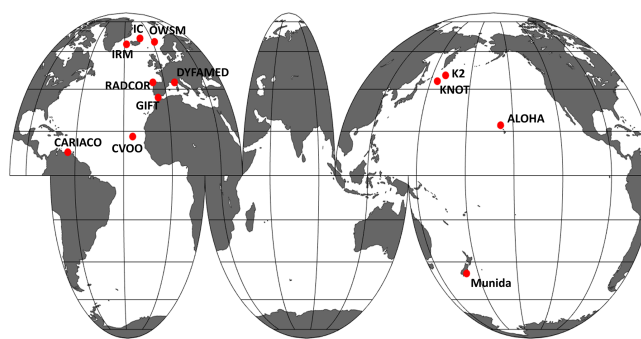 IC
OWSM
IRM
RADCOR
DYFAMED
GIFT
K2
KNOT
ALOHA
CARIACO
CVOO
Munida